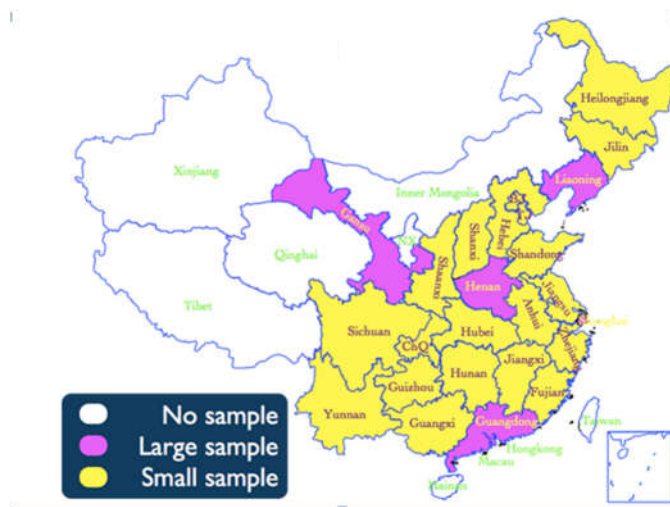 Heilongjiang
Jilin
Liaoning
Xinjiang
Inner Mongolia
Gansu
Hebei
Shanxi
NX
Qinghai
Shandong
Shaanxi
Henan
Jiangsu
Tibet
Anhui
Sichuan
Hubei
ChQ
Zhejiang
Hunan
Jiangxi
Guizhou
Fujian
Yunnan
Guangxi
Guangdong
Taiwan
Hongkong
Macau
Hainan
No sample
Large sample
Small sample